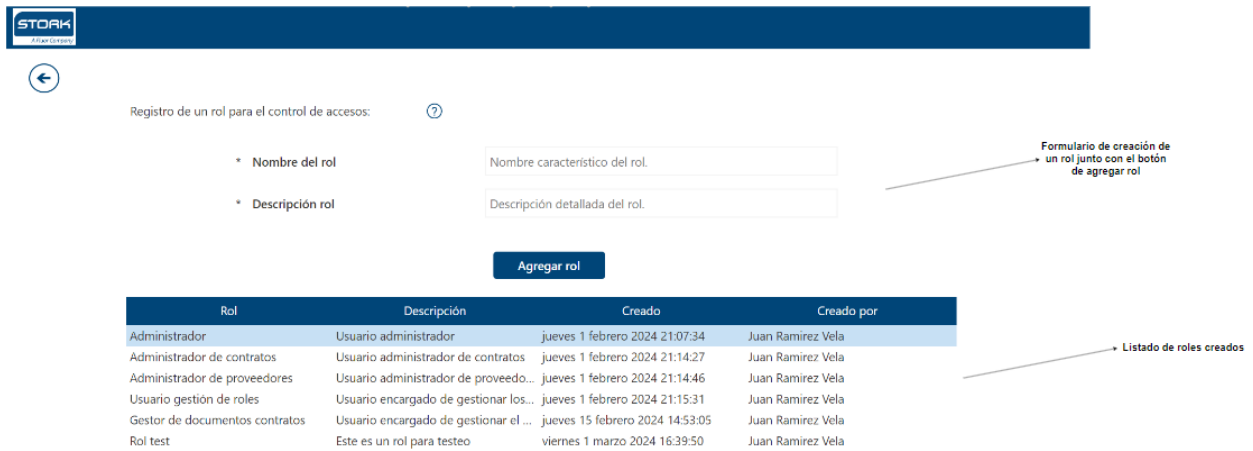 STORK
A Fluor Company
Registro de un rol para el control de accesos: ?
* Nombre del rol Nombre característico del rol.
* Descripción rol Descripción detallada del rol.
Formulario de creación de
un rol junto con el botón
de agregar rol
Agregar rol
Rol Descripción Creado Creado por
Administrador Usuario administrador jueves 1 febrero 2024 21:07:34 Juan Ramirez Vela
Administrador de contratos Usuario administrador de contratos jueves 1 febrero 2024 21:14:27 Juan Ramirez Vela
Administrador de proveedores Usuario administrador de proveedo... jueves 1 febrero 2024 21:14:46 Juan Ramirez Vela
Usuario gestión de roles Usuario encargado de gestionar los... jueves 1 febrero 2024 21:15:31 Juan Ramirez Vela
Gestor de documentos contratos Usuario encargado de gestionar el ... jueves 15 febrero 2024 14:53:05 Juan Ramirez Vela
Rol test Este es un rol para testeo viernes 1 marzo 2024 16:39:50 Juan Ramirez Vela
Listado de roles creados